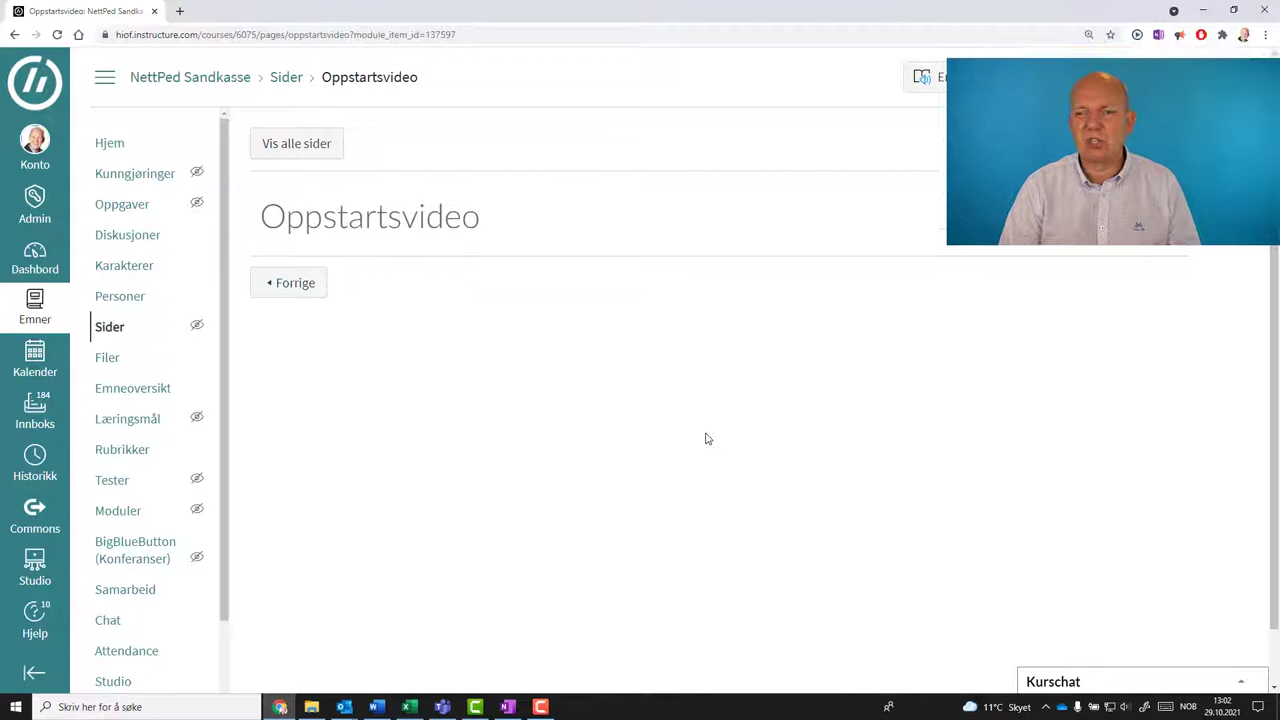 Oppstartsvideo: NettPed Sandka
hiof.instructure.com/courses/6075/pages/oppstartsvideo?module_item_id=137597
NettPed Sandkasse > Sider > Oppstartsvideo
Konto
Admin
Dashbord
Emner
Kalender
184
Innboks
Historikk
Commons
Studio
10
Hjelp
Hjem
Kunngjøringer
Oppgaver
Diskusjoner
Karakterer
Personer
Sider
Filer
Emneoversikt
Læringsmål
Rubrikker
Tester
Moduler
BigBlueButton
(Konferanser)
Samarbeid
Chat
Attendance
Studio
Vis alle sider
Oppstartsvideo
Forrige
Kurschat
Skriv her for å søke
11°C Skyet
NOB
13:02
29.10.2021